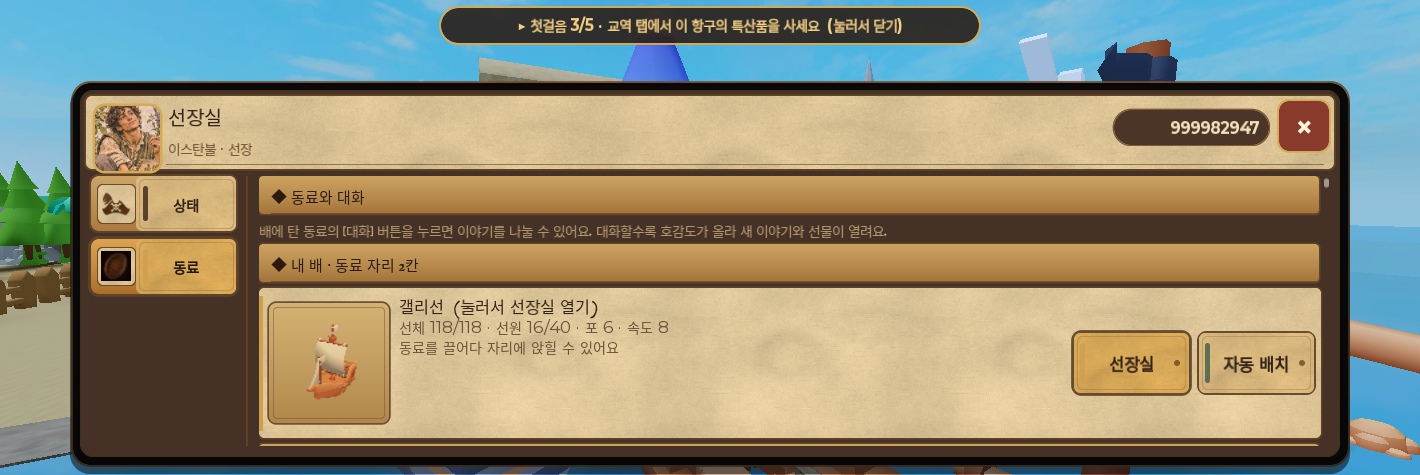 ▸ 첫걸음 3/5 · 교역 탭에서 이 항구의 특산품을 사세요 (눌러서 닫기)
선장실
이스탄불 · 선장
999982947
×
상태
동료
◆ 동료와 대화
배에 탄 동료의 [대화] 버튼을 누르면 이야기를 나눌 수 있어요. 대화할수록 호감도가 올라 새 이야기와 선물이 열려요.
◆ 내 배 · 동료 자리 2칸
갤리선 (눌러서 선장실 열기)
선체 118/118 · 선원 16/40 · 포 6 · 속도 8
동료를 끌어다 자리에 앉힐 수 있어요
선장실
자동 배치